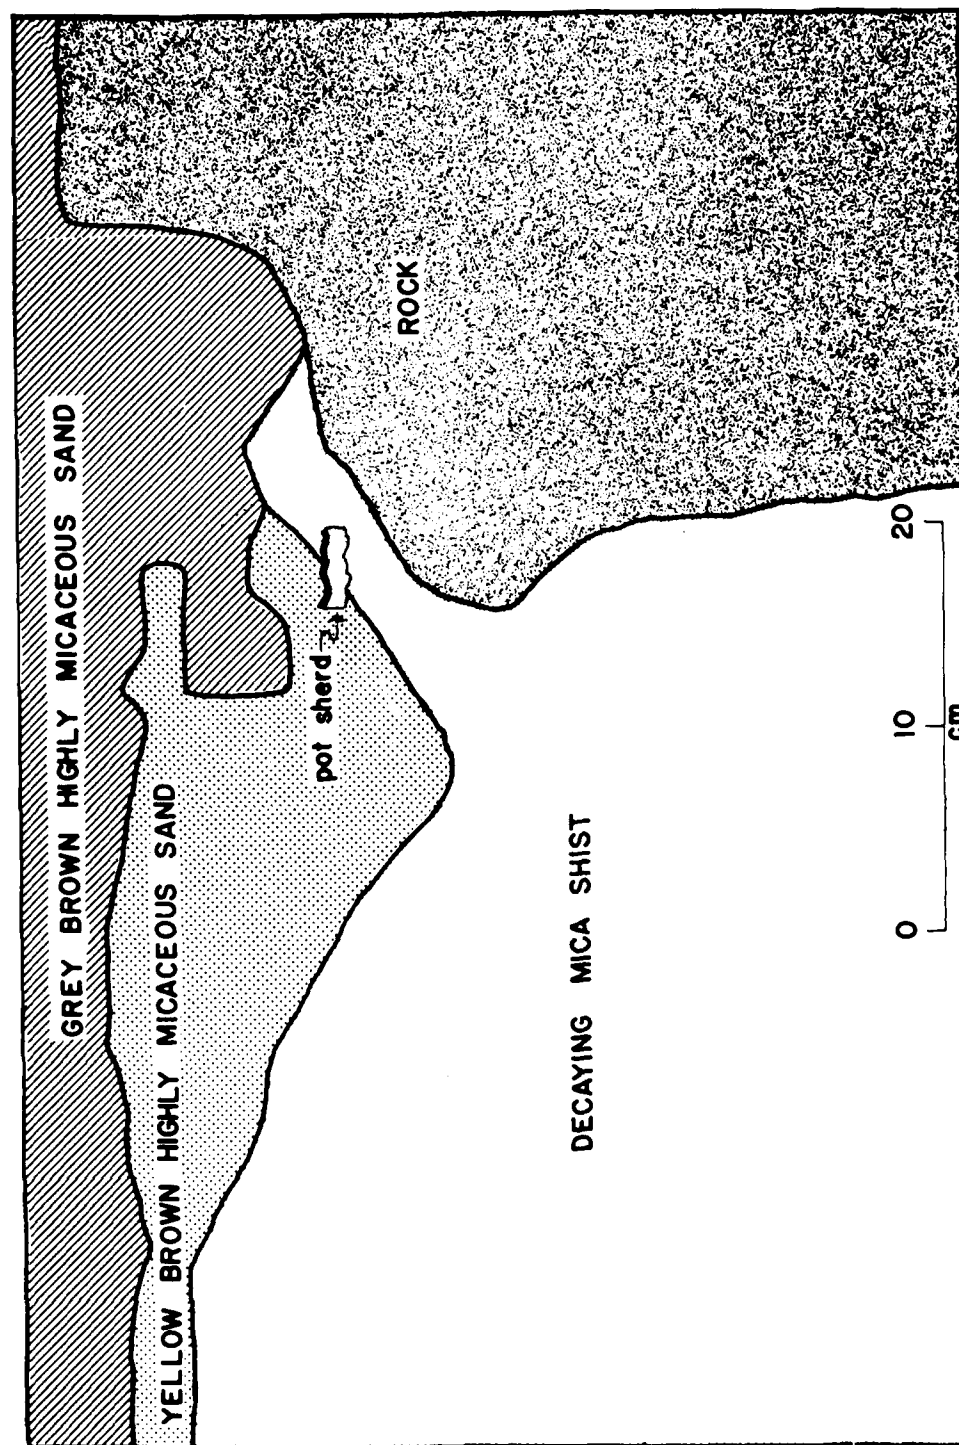 GREY BROWN HIGHLY MICACEOUS SAND
YELLOW BROWN HIGHLY MICACEOUS SAND
ROCK
pot sherd
DECAYING MICA SHIST
0 10 20
cm